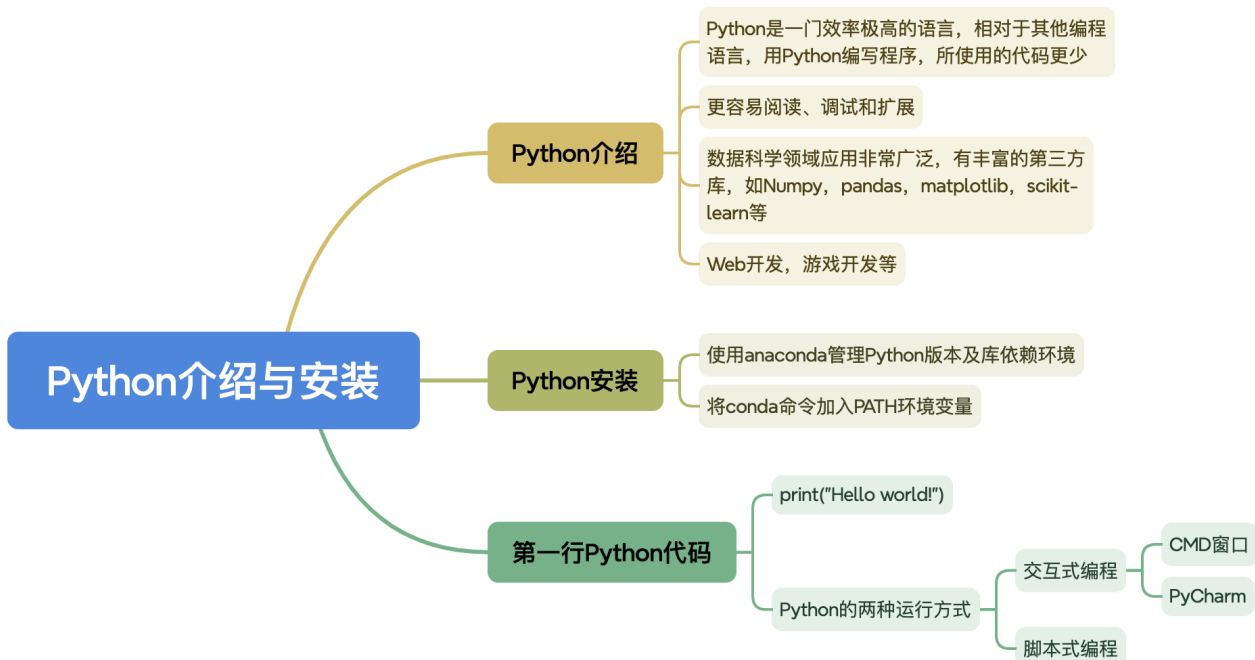 Python是一门效率极高的语言，相对于其他编程
语言，用Python编写程序，所使用的代码更少
更容易阅读、调试和扩展
Python介绍
数据科学领域应用非常广泛，有丰富的第三方
库，如Numpy，pandas，matplotlib，scikit-
learn等
Web开发，游戏开发等
Python介绍与安装
使用anaconda管理Python版本及库依赖环境
Python安装
将conda命令加入PATH环境变量
print("Hello world!")
第一行Python代码
CMD窗口
交互式编程
PyCharm
Python的两种运行方式
脚本式编程